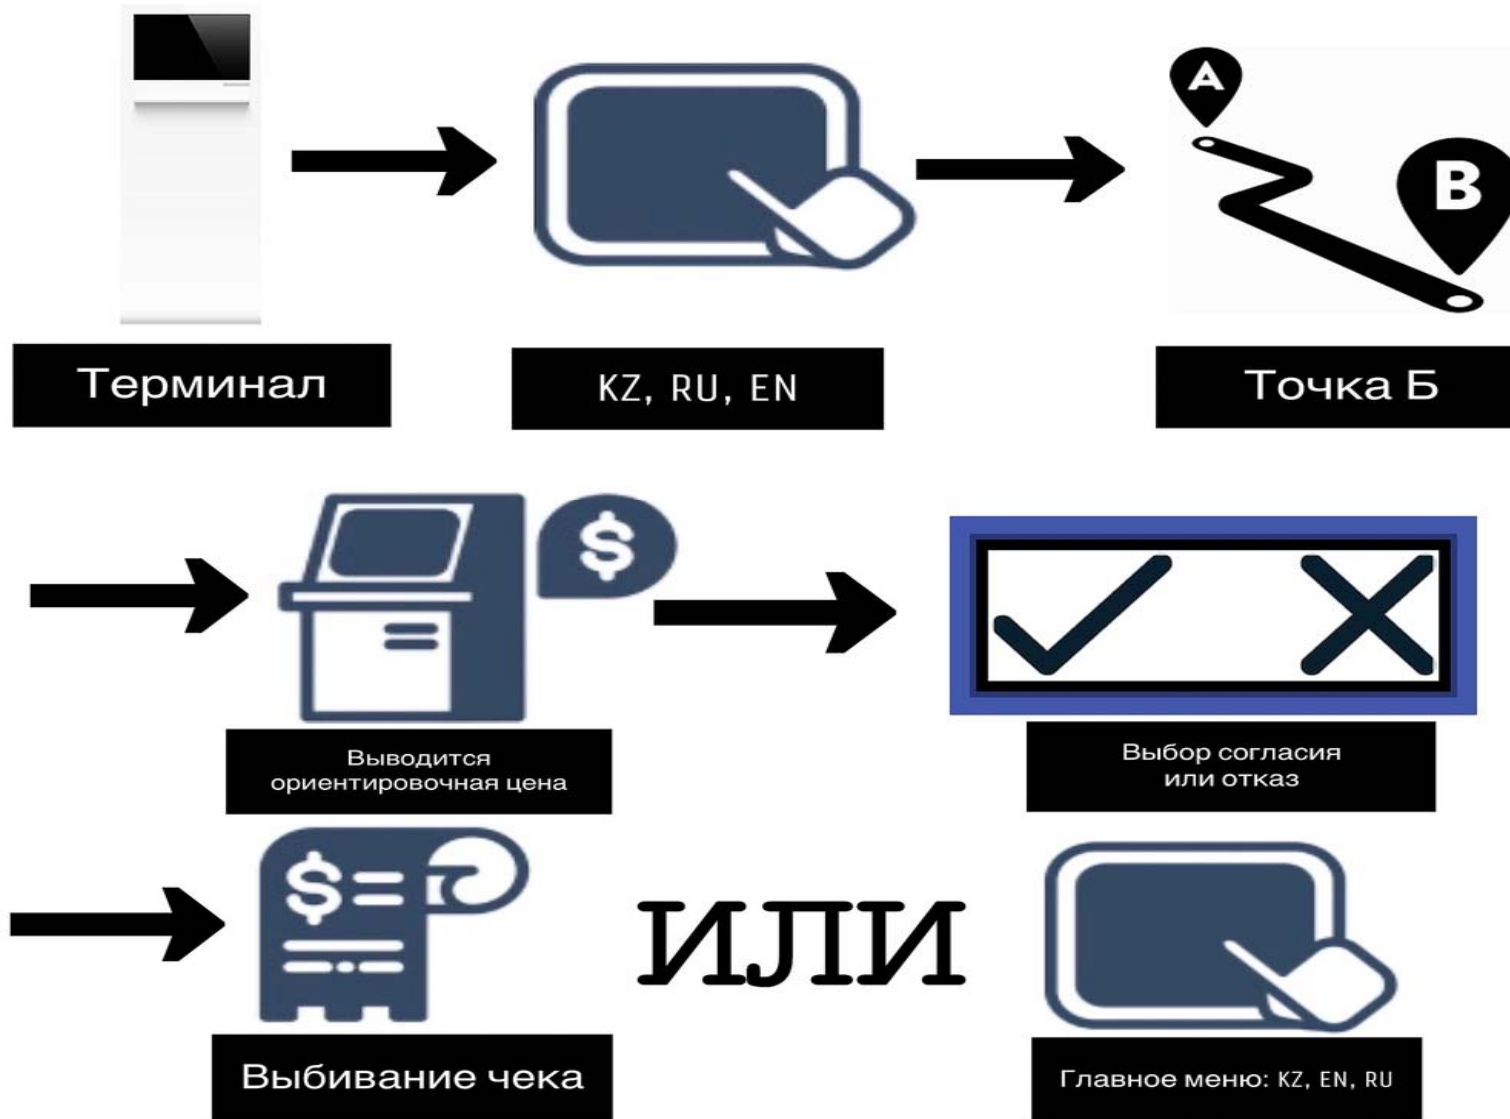 A
B
Терминал
KZ, RU, EN
Точка Б
$
Выводится
ориентировочная цена
Выбор согласия
или отказ
$
ИЛИ
Выбивание чека
Главное меню: KZ, EN, RU